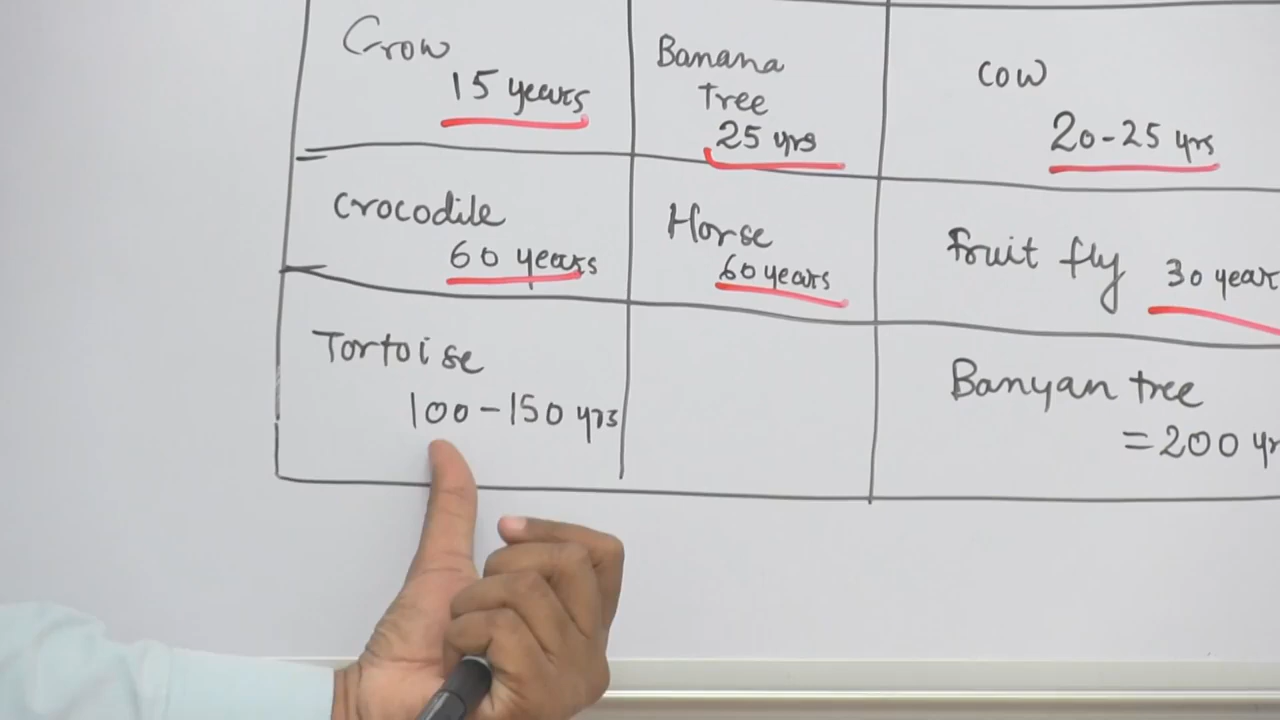 Crow
15 years
Banana
Tree
25 yrs
cow
20-25 yrs
Crocodile
60 years
Horse
60 years
fruit fly 30 year
Tortoise
100-150 yrs
Banyan tree
=200 yr